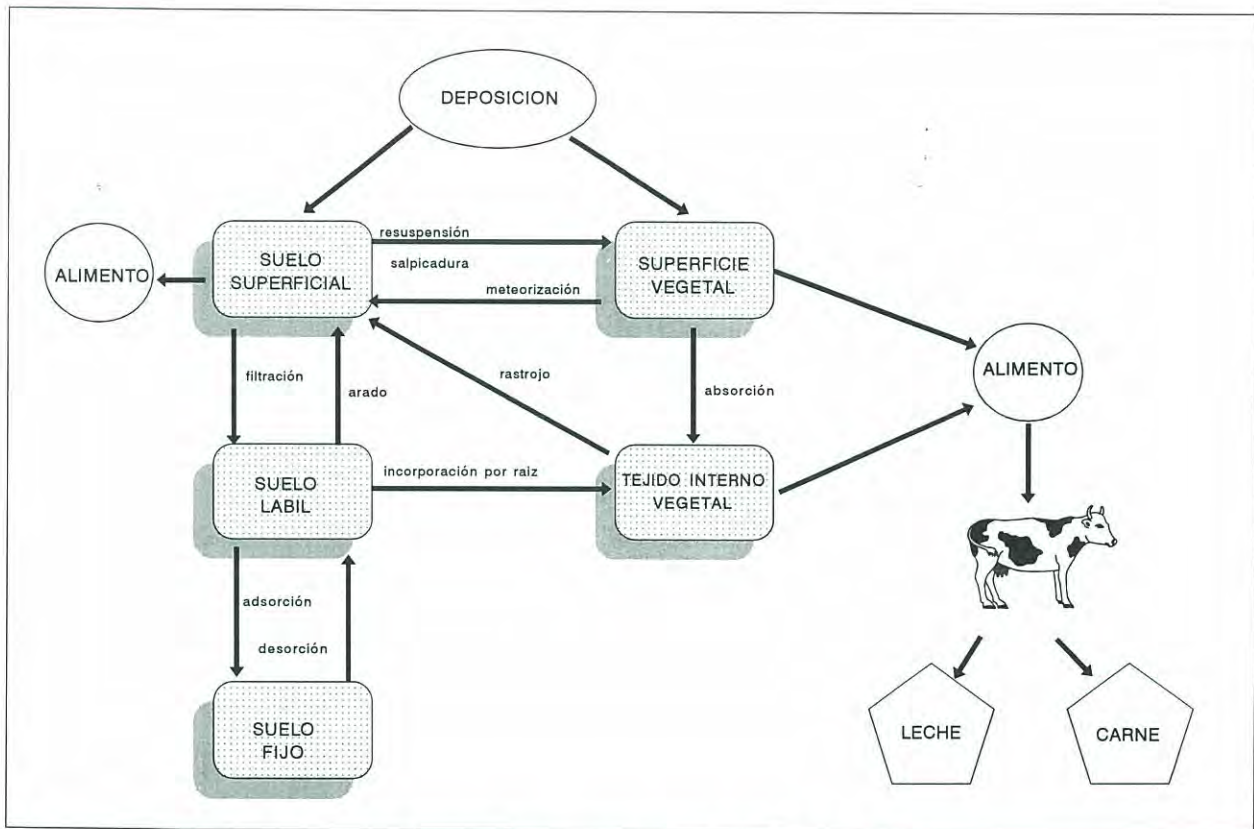 DEPOSICION
SUELO
SUPERFICIAL
resuspensión
salpicadura
meteorización
SUPERFICIE
VEGETAL
ALIMENTO
filtración
arado
rastrojo
absorción
ALIMENTO
SUELO
LABIL
incorporación por raiz
TEJIDO INTERNO
VEGETAL
adsorción
desorción
SUELO
FIJO
LECHE
CARNE